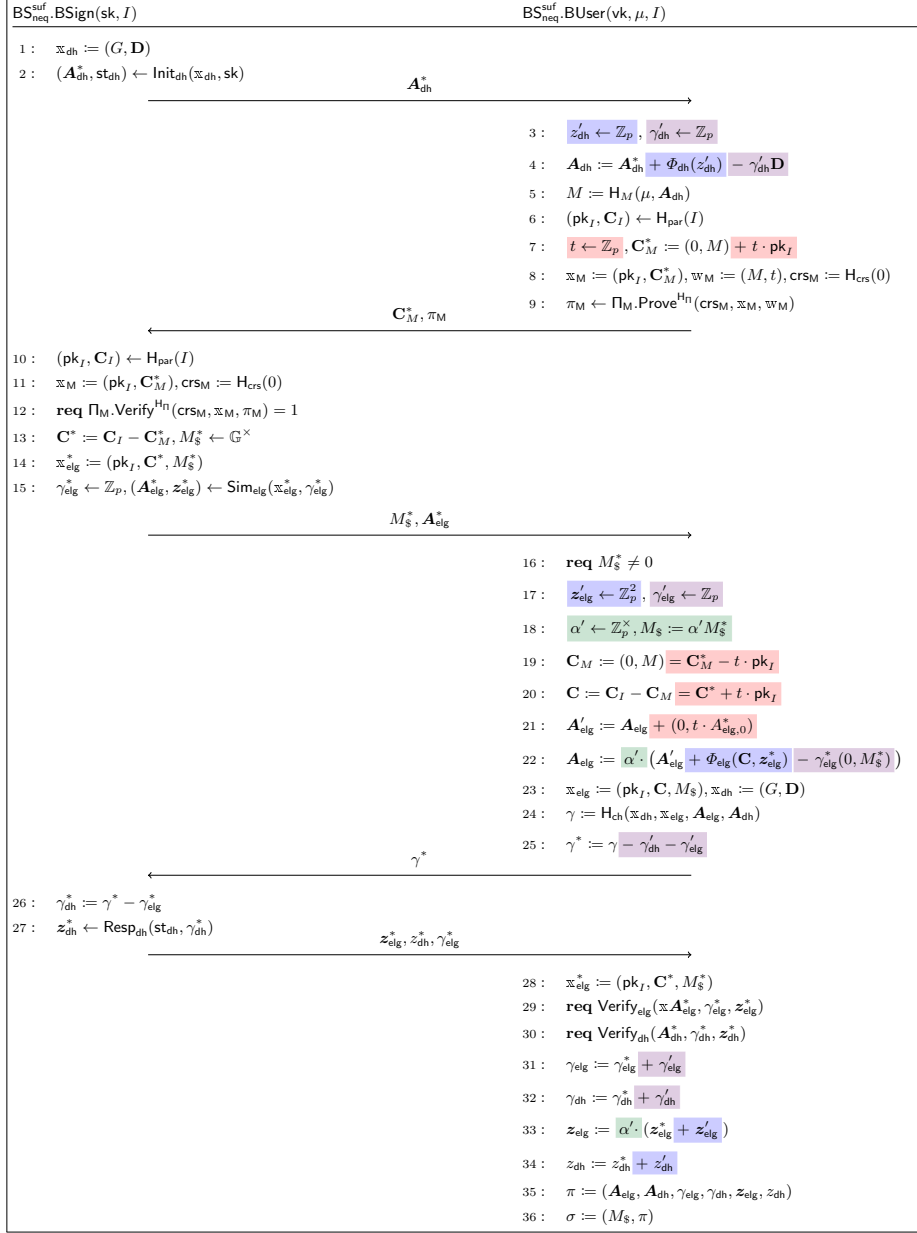 BS^suf_neq.BSign(sk, I) BS^suf_neq.BUser(vk, μ, I)
1 : 𝕩_dh := (G, D)
2 : (A*_dh, st_dh) ← Init_dh(𝕩_dh, sk)
A*_dh
3 : z′_dh ← ℤ_p, γ′_dh ← ℤ_p
4 : A_dh := A*_dh + Φ_dh(z′_dh) − γ′_dh D
5 : M := H_M(μ, A_dh)
6 : (pk_I, C_I) ← H_par(I)
7 : t ← ℤ_p, C*_M := (0, M) + t · pk_I
8 : 𝕩_M := (pk_I, C*_M), 𝕨_M := (M, t), crs_M := H_crs(0)
9 : π_M ← Π_M.Prove^{H_Π}(crs_M, 𝕩_M, 𝕨_M)
C*_M, π_M
10 : (pk_I, C_I) ← H_par(I)
11 : 𝕩_M := (pk_I, C*_M), crs_M := H_crs(0)
12 : req Π_M.Verify^{H_Π}(crs_M, 𝕩_M, π_M) = 1
13 : C* := C_I − C*_M, M*_$ ← 𝔾^×
14 : 𝕩*_elg := (pk_I, C*, M*_$)
15 : γ*_elg ← ℤ_p, (A*_elg, z*_elg) ← Sim_elg(𝕩*_elg, γ*_elg)
M*_$, A*_elg
16 : req M*_$ ≠ 0
17 : z′_elg ← ℤ²_p, γ′_elg ← ℤ_p
18 : α′ ← ℤ^×_p, M_$ := α′M*_$
19 : C_M := (0, M) = C*_M − t · pk_I
20 : C := C_I − C_M = C* + t · pk_I
21 : A′_elg := A_elg + (0, t · A*_elg,0)
22 : A_elg := α′· (A′_elg + Φ_elg(C, z*_elg) − γ*_elg(0, M*_$))
23 : 𝕩_elg := (pk_I, C, M_$), 𝕩_dh := (G, D)
24 : γ := H_ch(𝕩_dh, 𝕩_elg, A_elg, A_dh)
25 : γ* := γ − γ′_dh − γ′_elg
γ*
26 : γ*_dh := γ* − γ*_elg
27 : z*_dh ← Resp_dh(st_dh, γ*_dh)
z*_elg, z*_dh, γ*_elg
28 : 𝕩*_elg := (pk_I, C*, M*_$)
29 : req Verify_elg(𝕩A*_elg, γ*_elg, z*_elg)
30 : req Verify_dh(A*_dh, γ*_dh, z*_dh)
31 : γ_elg := γ*_elg + γ′_elg
32 : γ_dh := γ*_dh + γ′_dh
33 : z_elg := α′· (z*_elg + z′_elg)
34 : z_dh := z*_dh + z′_dh
35 : π := (A_elg, A_dh, γ_elg, γ_dh, z_elg, z_dh)
36 : σ := (M_$, π)